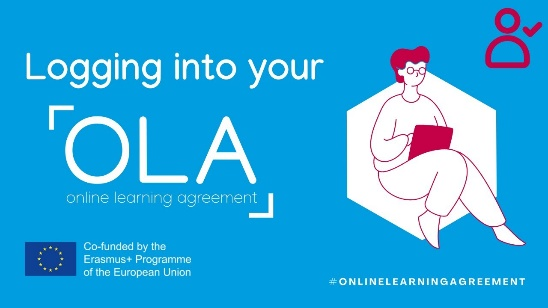 Logging into your
OLA
online learning agreement
Co-funded by the
Erasmus+ Programme
of the European Union
#ONLINELEARNINGAGREEMENT